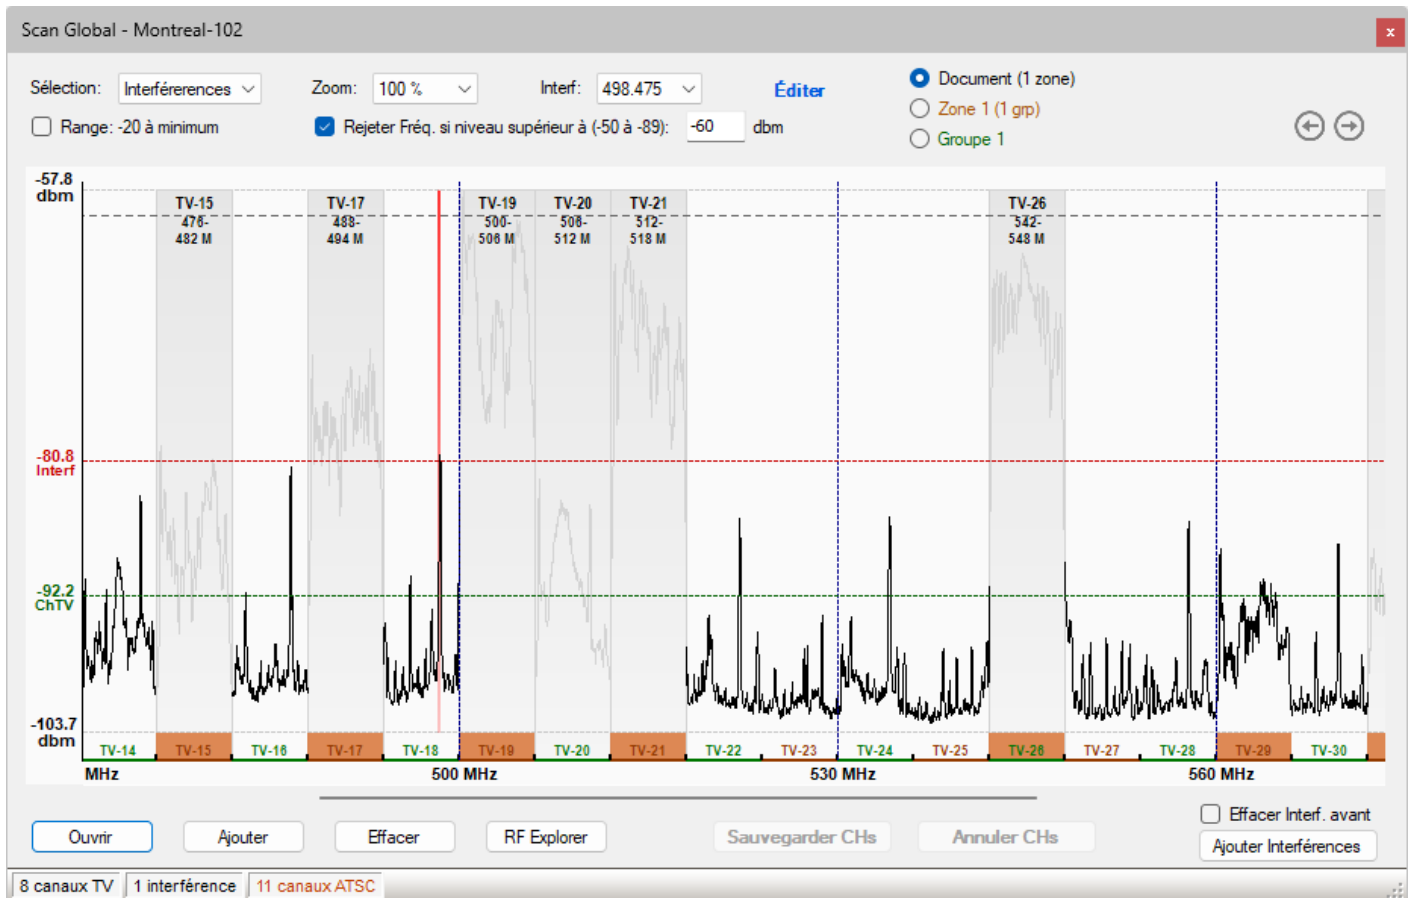 Scan Global - Montreal-102
x
Sélection: Interférerences Zoom: 100 % Interf: 498.475 Éditer
Document (1 zone)
Zone 1 (1 grp)
Groupe 1
Range: -20 à minimum Rejeter Fréq. si niveau supérieur à (-50 à -89): -60 dbm
-57.8
dbm
TV-15
476-
482 M
TV-17
488-
494 M
TV-19
500-
506 M
TV-20
506-
512 M
TV-21
512-
518 M
TV-26
542-
548 M
-80.8
Interf
-92.2
ChTV
-103.7
dbm
TV-14 TV-15 TV-16 TV-17 TV-18 TV-19 TV-20 TV-21 TV-22 TV-23 TV-24 TV-25 TV-26 TV-27 TV-28 TV-29 TV-30
MHz 500 MHz 530 MHz 560 MHz
Effacer Interf. avant
Ouvrir Ajouter Effacer RF Explorer Sauvegarder CHs Annuler CHs Ajouter Interférences
8 canaux TV 1 interférence 11 canaux ATSC